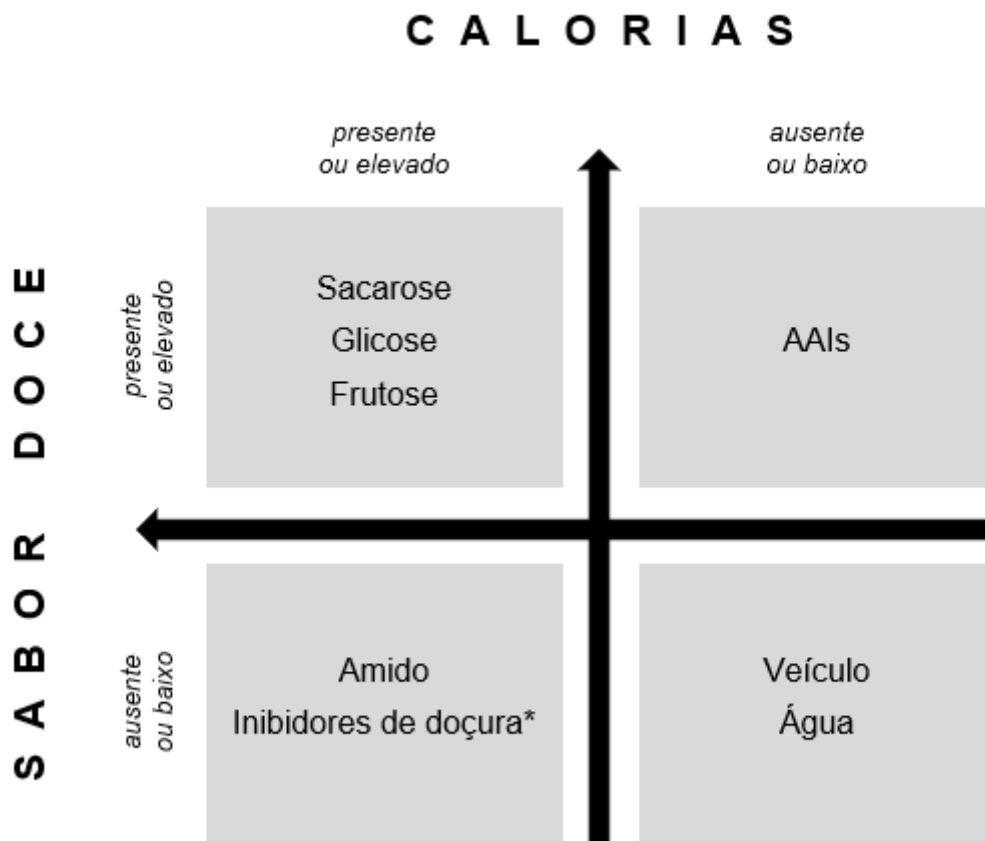 CALORIAS
presente
ou elevado
ausente
ou baixo
SABOR DOCE
presente
ou elevado
Sacarose
Glicose
Frutose
AAIs
ausente
ou baixo
Amido
Inibidores de doçura*
Veículo
Água